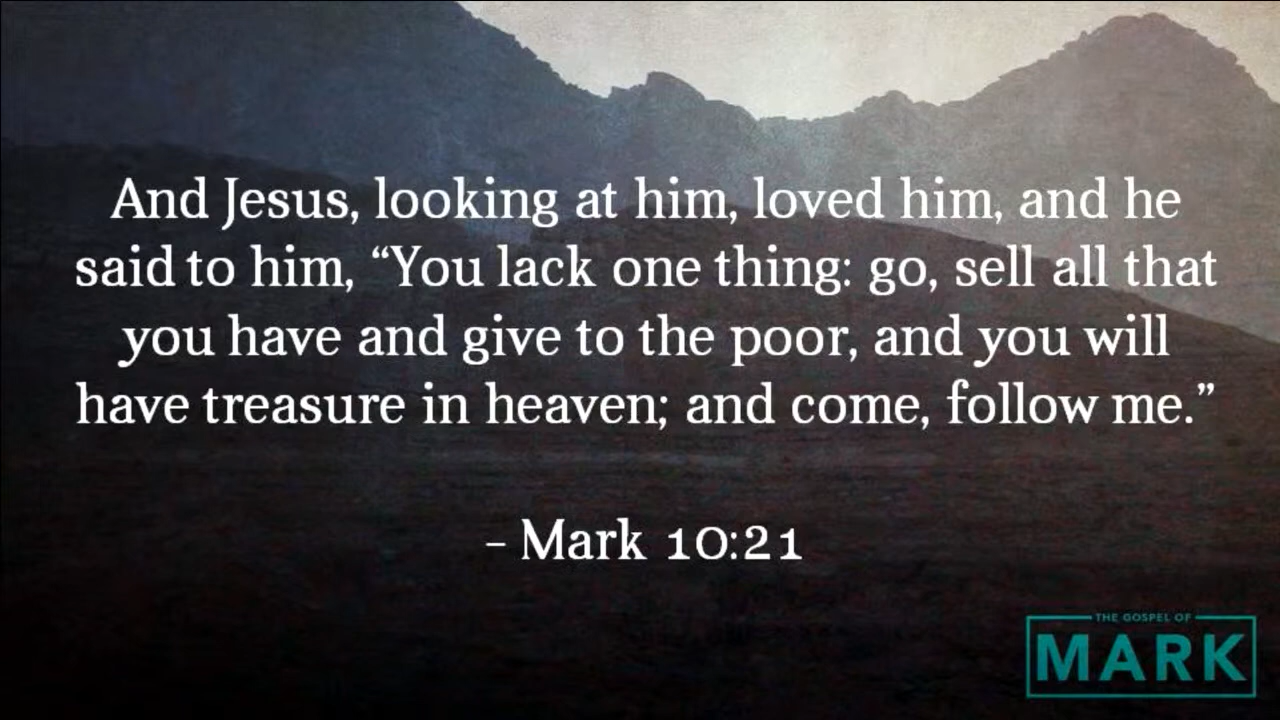 And Jesus, looking at him, loved him, and he
said to him, “You lack one thing: go, sell all that
you have and give to the poor, and you will
have treasure in heaven; and come, follow me.”
– Mark 10:21
THE GOSPEL OF
MARK